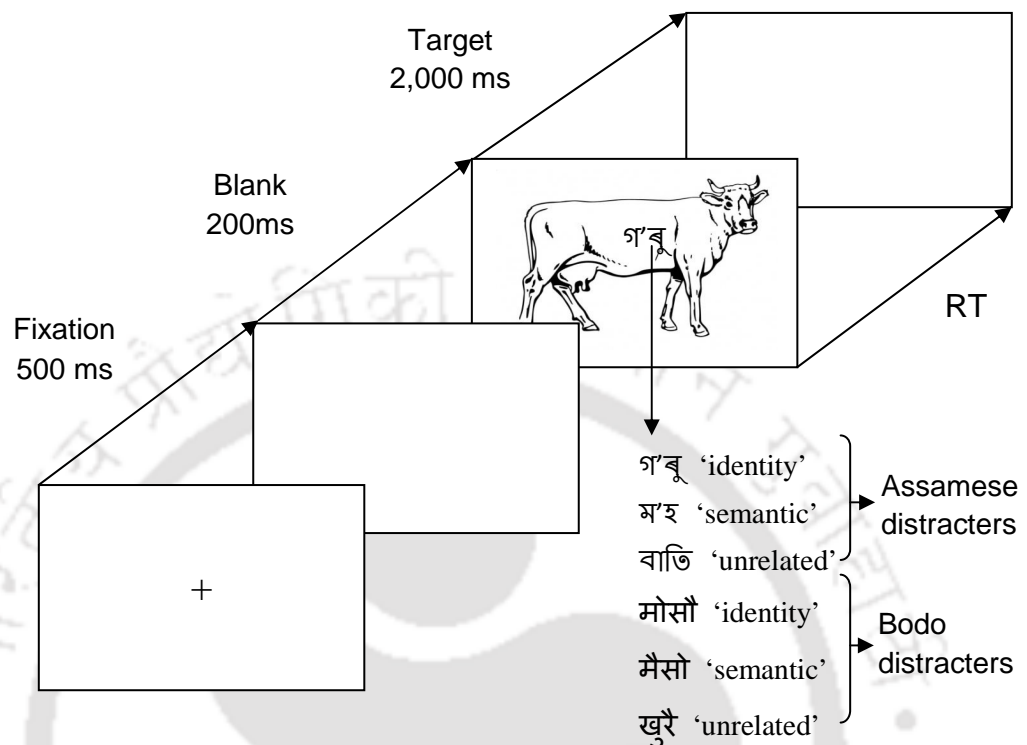 Target
2,000 ms
Blank
200ms
গ’ৰু
Fixation
500 ms
RT
+
গ’ৰু ‘identity’
ম’হ ‘semantic’
বাতি ‘unrelated’
Assamese
distracters
मोसौ ‘identity’
मैसो ‘semantic’
खुरै ‘unrelated’
Bodo
distracters